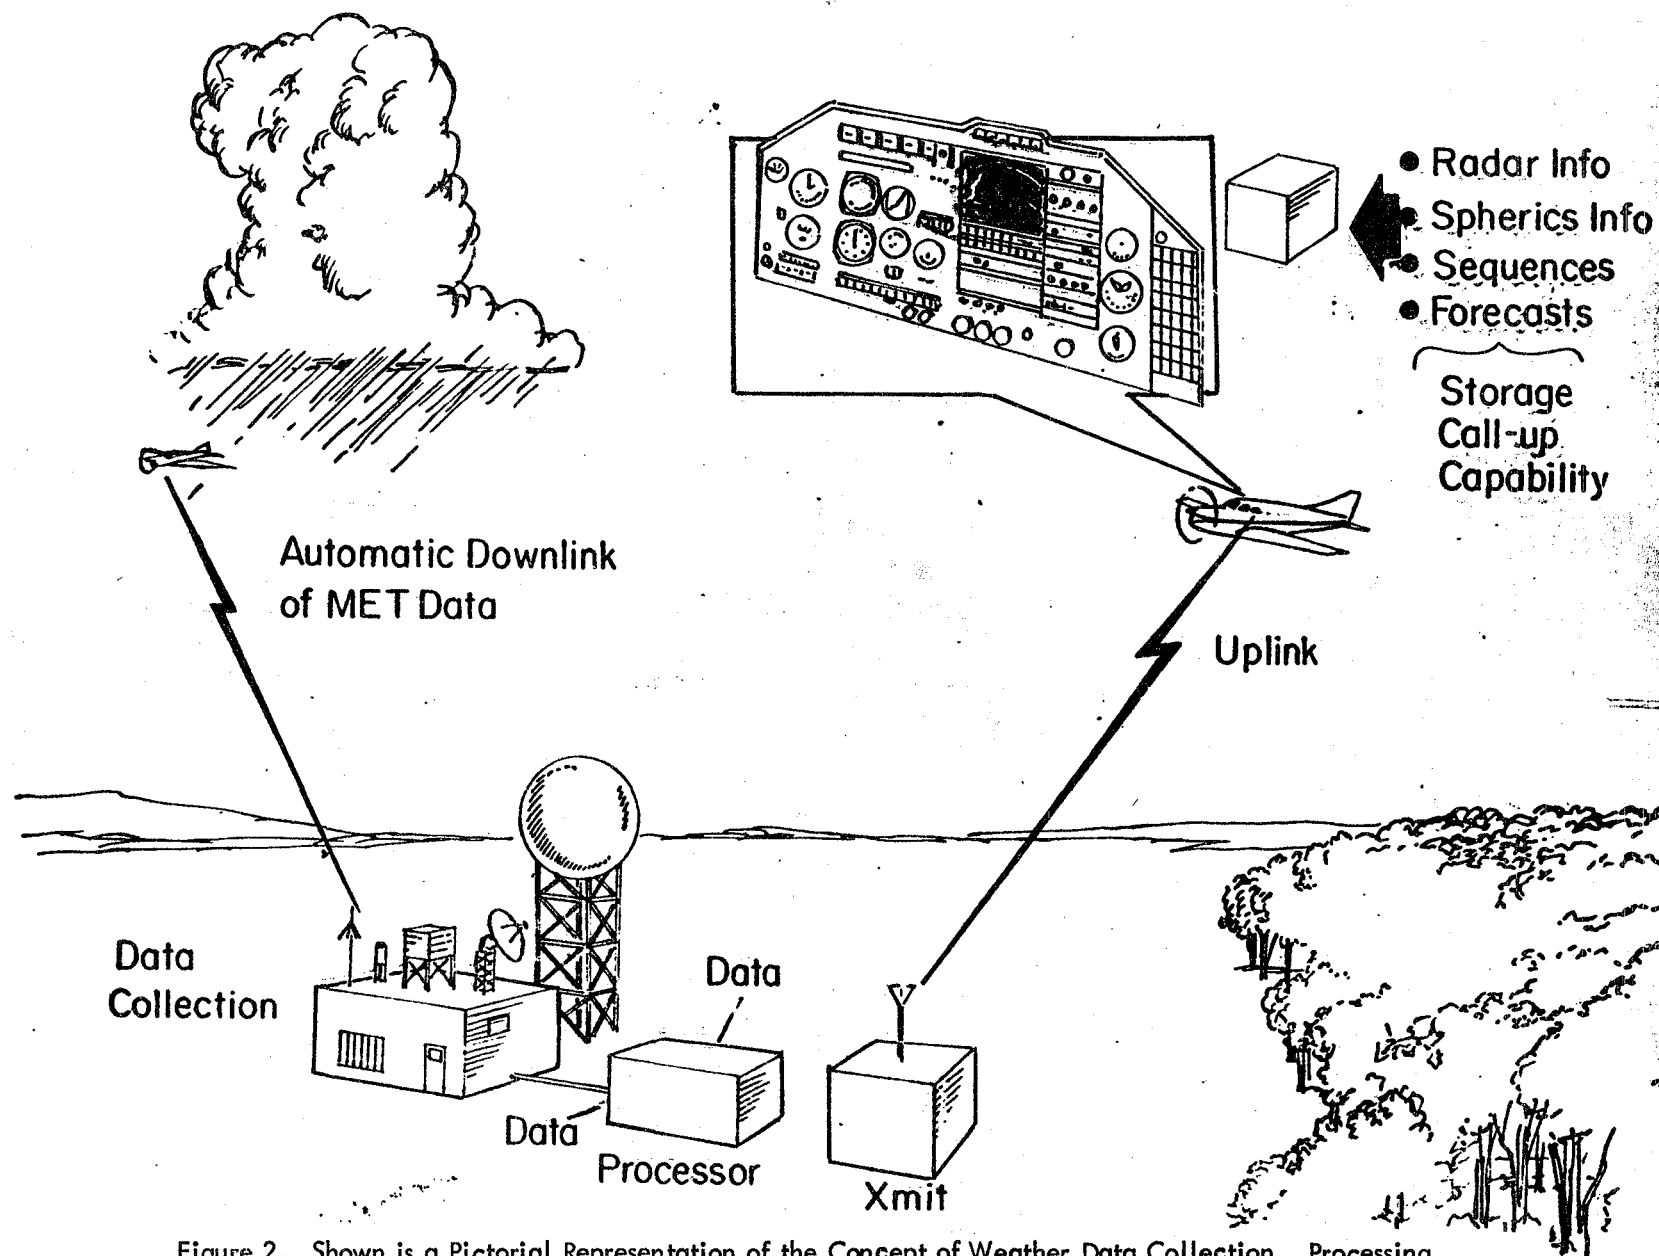 • Radar Info
• Spherics Info
• Sequences
• Forecasts
Storage
Call-up
Capability
Automatic Downlink
of MET Data
Uplink
Data
Collection
Data
Data
Processor
Xmit
Figure 2. Shown is a Pictorial Representation of the Concept of Weather Data Collection, Processing